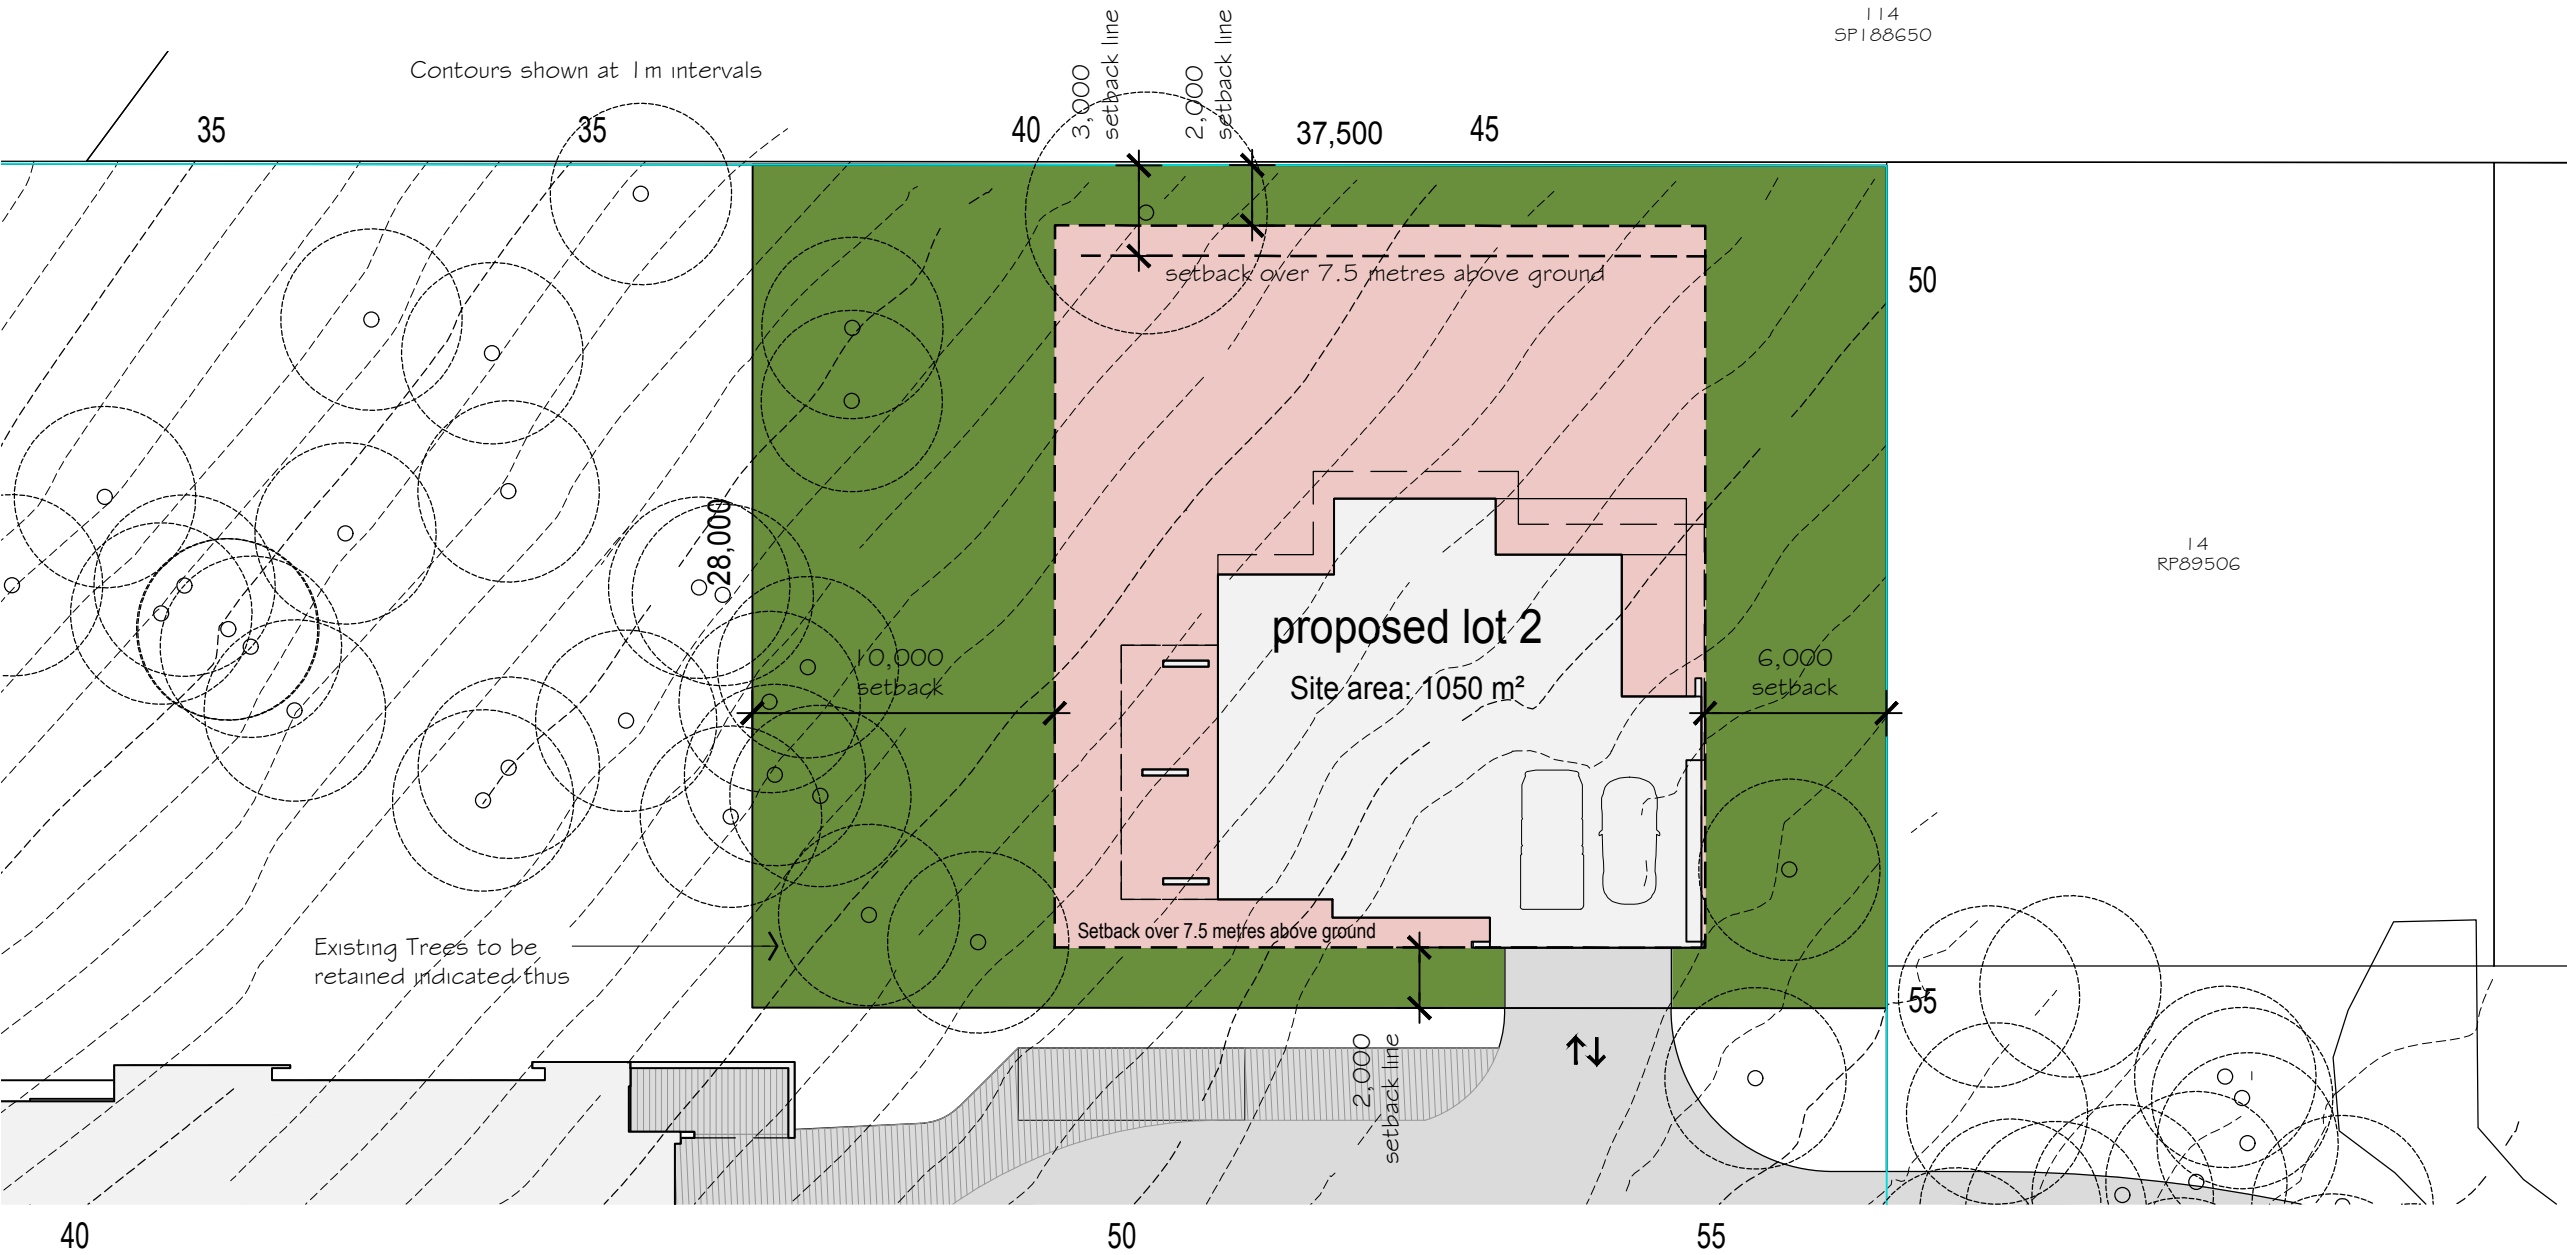 114
SP188650
3,000
setback line
2,000
setback line
Contours shown at 1m intervals
35
35
40
37,500
45
setback over 7.5 metres above ground
50
28,000
14
RP89506
proposed lot 2
Site area: 1050 m²
10,000
setback
6,000
setback
Setback over 7.5 metres above ground
Existing Trees to be
retained indicated thus
55
2,000
setback line
40
50
55